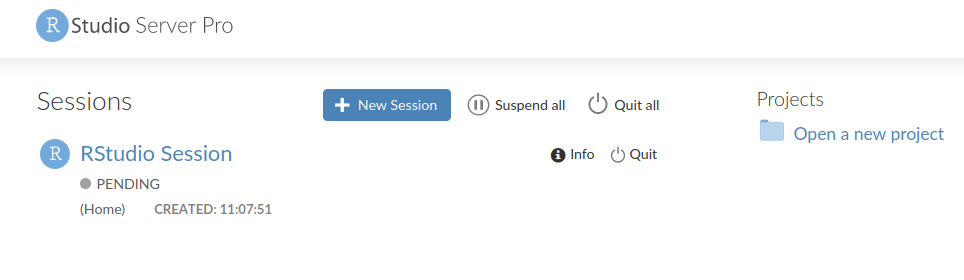 R Studio Server Pro
Sessions
New Session
Suspend all
Quit all
Projects
Open a new project
R RStudio Session
Info
Quit
PENDING
(Home) CREATED: 11:07:51